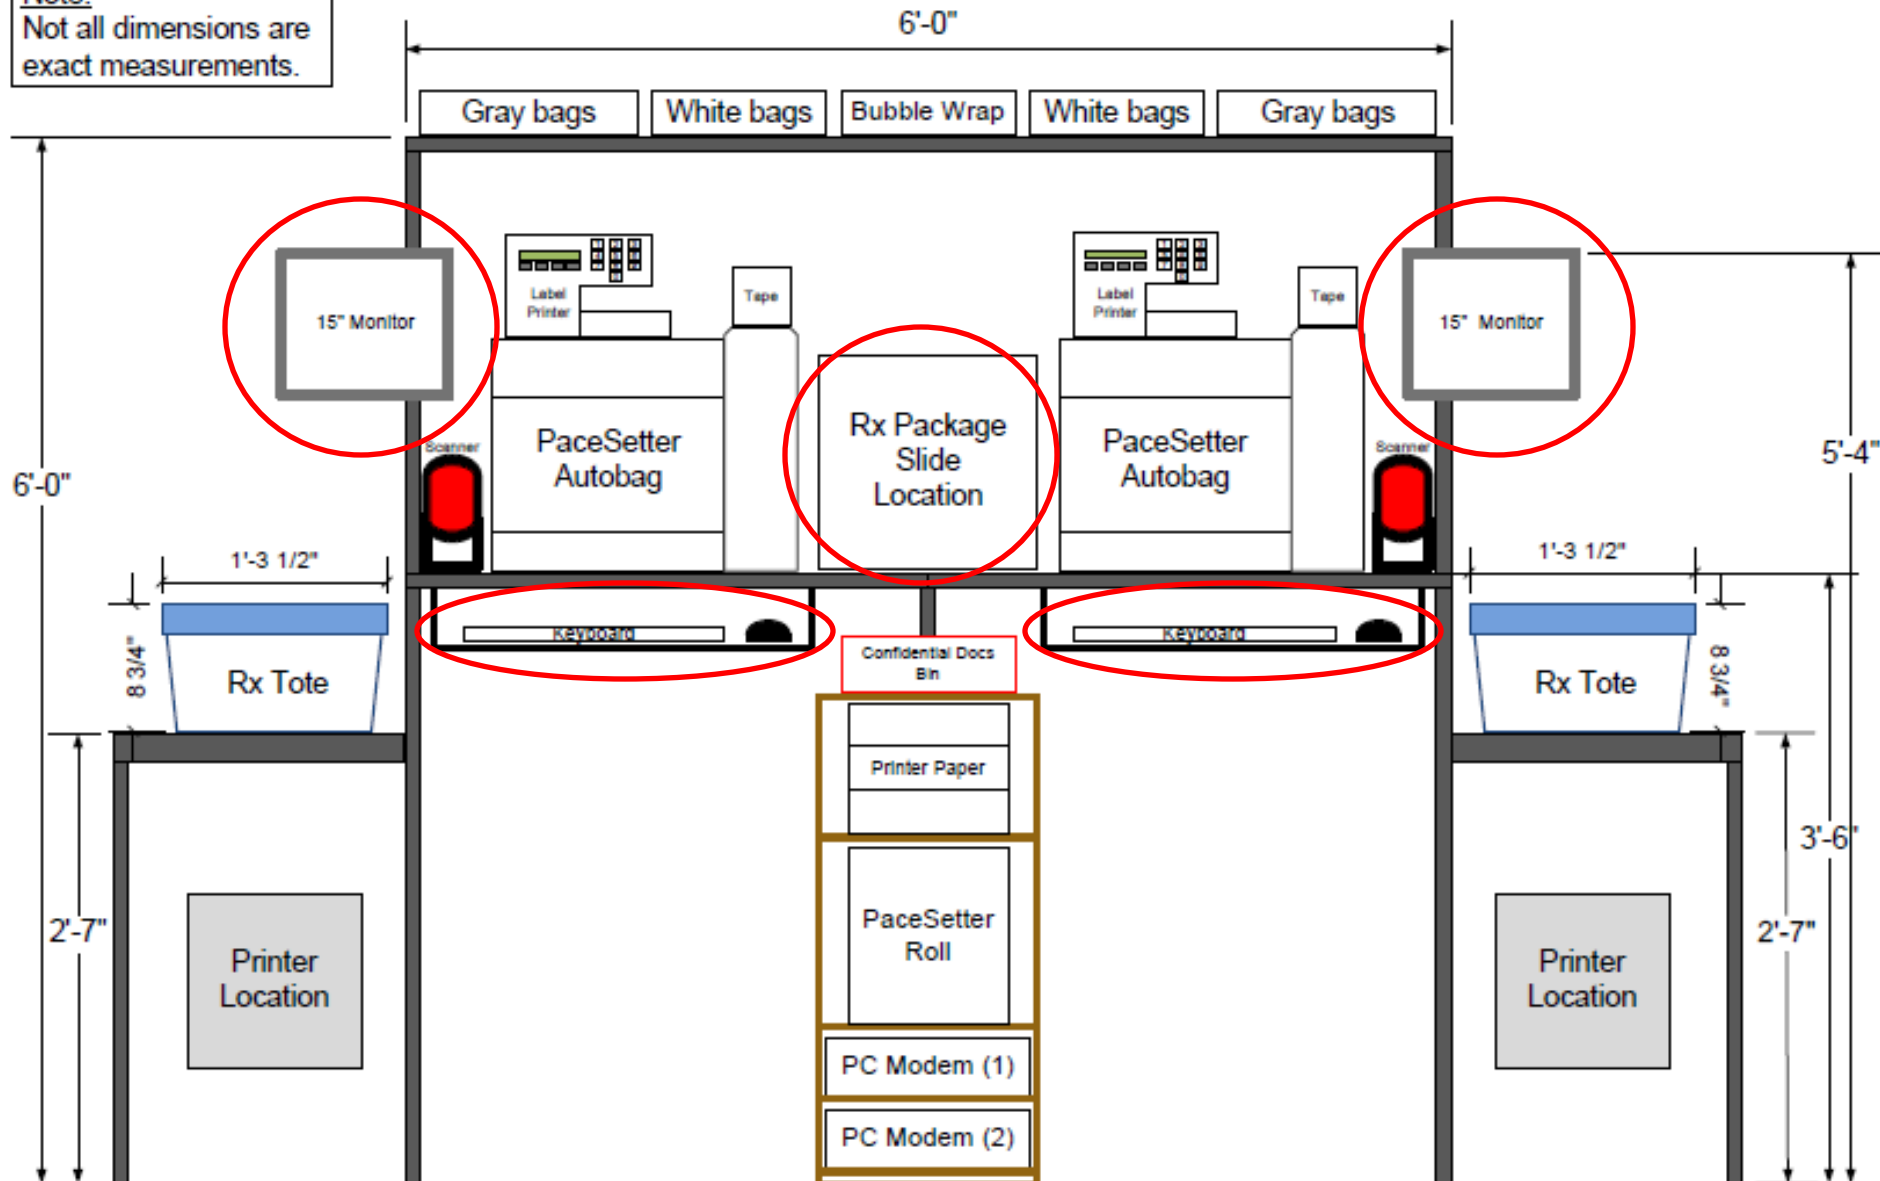 Note:
Not all dimensions are
exact measurements.
6'-0"
Gray bags
White bags
Bubble Wrap
White bags
Gray bags
15" Monitor
Label
Printer
Tape
Label
Printer
Tape
15" Monitor
Scanner
PaceSetter
Autobag
Rx Package
Slide
Location
PaceSetter
Autobag
Scanner
6'-0"
5'-4"
1'-3 1/2"
1'-3 1/2"
Keyboard
Keyboard
8 3/4"
Rx Tote
Confidential Docs
Bin
Rx Tote
8 3/4"
Printer Paper
3'-6"
2'-7"
PaceSetter
Roll
2'-7"
Printer
Location
Printer
Location
PC Modem (1)
PC Modem (2)